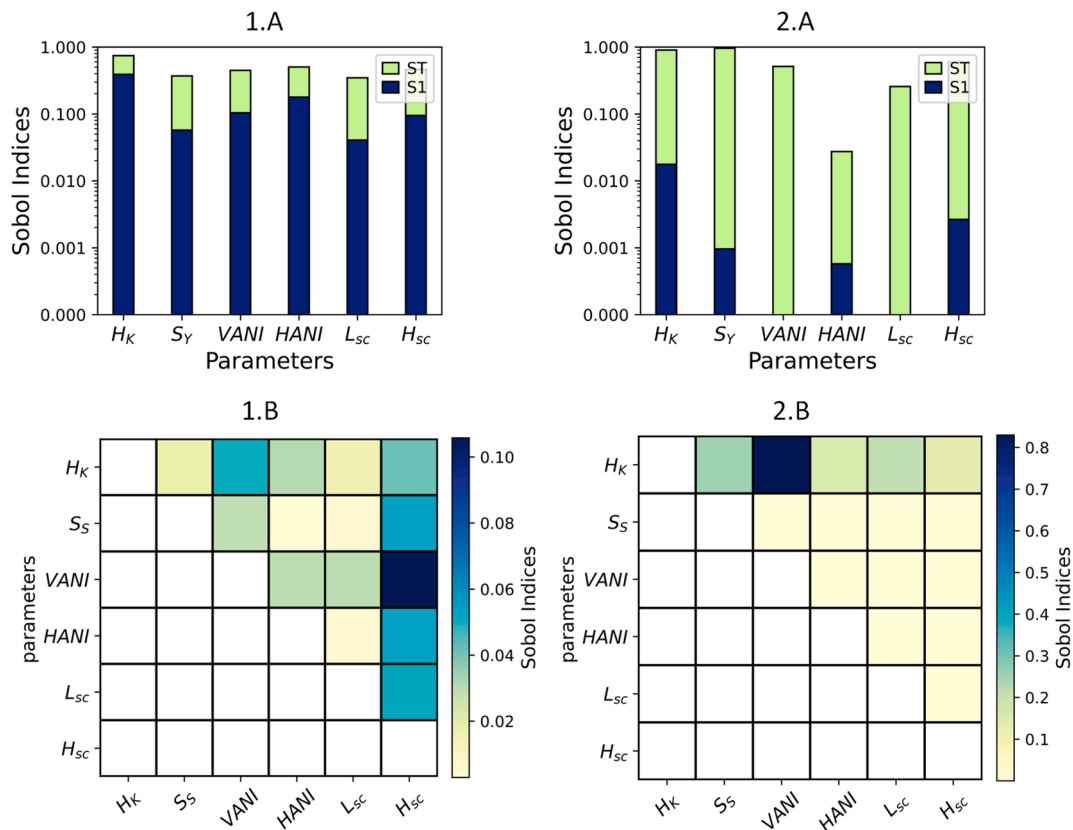 1.A
1.000
0.100
0.010
0.001
0.000
Sobol Indices
ST
S1
H_K
S_Y
VANI
HANI
L_sc
H_sc
Parameters
2.A
1.000
0.100
0.010
0.001
0.000
Sobol Indices
ST
S1
H_K
S_Y
VANI
HANI
L_sc
H_sc
Parameters
1.B
parameters
H_K
S_S
VANI
HANI
L_sc
H_sc
H_K
S_S
VANI
HANI
L_sc
H_sc
0.10
0.08
0.06
0.04
0.02
Sobol Indices
2.B
parameters
H_K
S_S
VANI
HANI
L_sc
H_sc
H_K
S_S
VANI
HANI
L_sc
H_sc
0.8
0.7
0.6
0.5
0.4
0.3
0.2
0.1
Sobol Indices